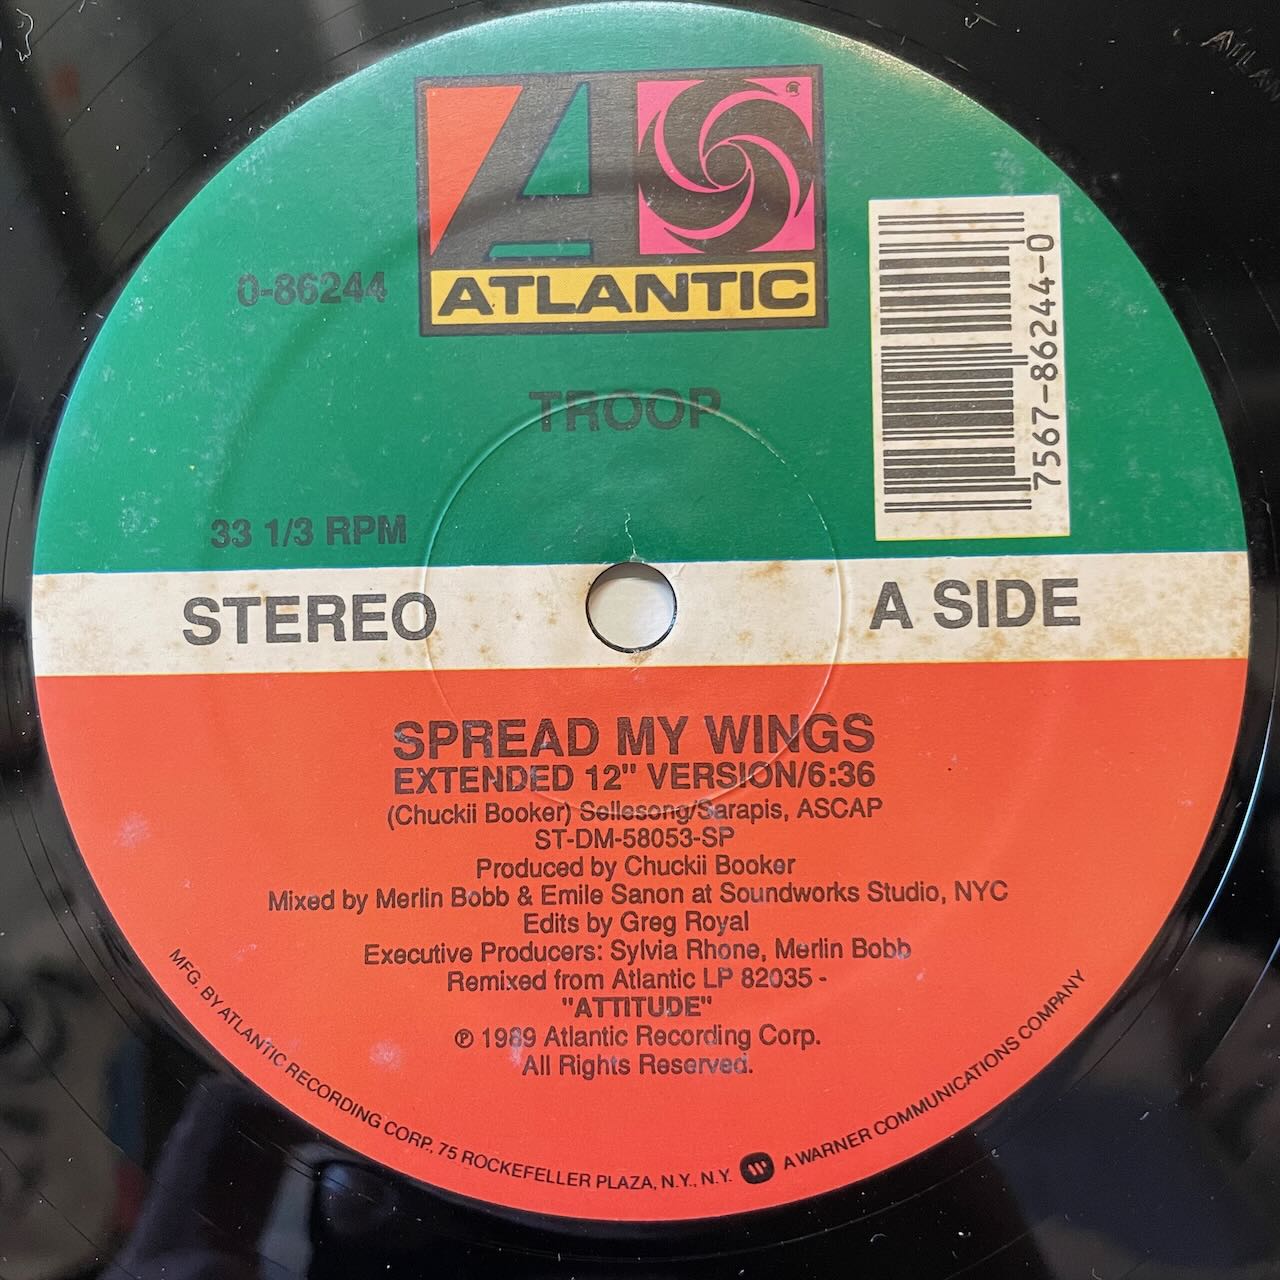 ATLANTIC
0-86244
7567-86244-0
TROOP
33 1/3 RPM
STEREO
A SIDE
SPREAD MY WINGS
EXTENDED 12" VERSION/6:36
(Chuckii Booker) Sellesong/Sarapis, ASCAP
ST-DM-58053-SP
Produced by Chuckii Booker
Mixed by Merlin Bobb & Emile Sanon at Soundworks Studio, NYC
Edits by Greg Royal
Executive Producers: Sylvia Rhone, Merlin Bobb
Remixed from Atlantic LP 82035 -
"ATTITUDE"
℗ 1989 Atlantic Recording Corp.
All Rights Reserved.
MFG. BY ATLANTIC RECORDING CORP., 75 ROCKEFELLER PLAZA, N.Y., N.Y. A WARNER COMMUNICATIONS COMPANY